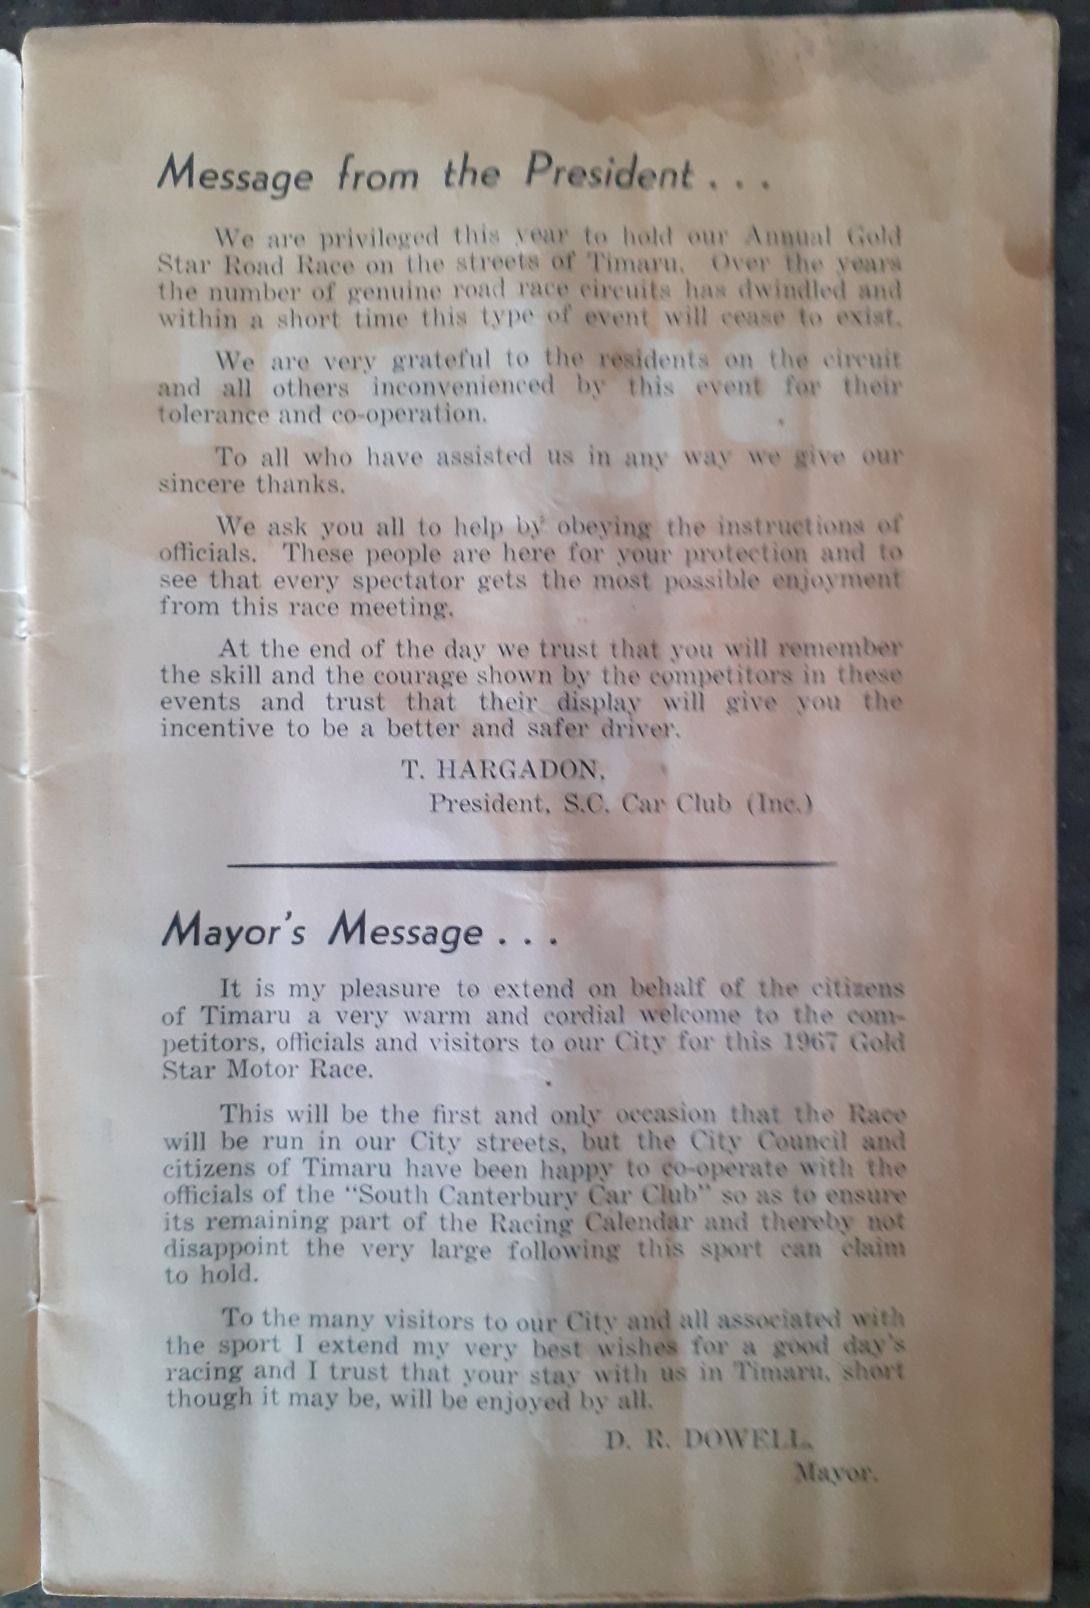 Message from the President . . .
We are privileged this year to hold our Annual Gold
Star Road Race on the streets of Timaru. Over the years
the number of genuine road race circuits has dwindled and
within a short time this type of event will cease to exist.
We are very grateful to the residents on the circuit
and all others inconvenienced by this event for their
tolerance and co-operation.
To all who have assisted us in any way we give our
sincere thanks.
We ask you all to help by obeying the instructions of
officials. These people are here for your protection and to
see that every spectator gets the most possible enjoyment
from this race meeting.
At the end of the day we trust that you will remember
the skill and the courage shown by the competitors in these
events and trust that their display will give you the
incentive to be a better and safer driver.
T. HARGADON,
President, S.C. Car Club (Inc.)
Mayor's Message . . .
It is my pleasure to extend on behalf of the citizens
of Timaru a very warm and cordial welcome to the com-
petitors, officials and visitors to our City for this 1967 Gold
Star Motor Race.
This will be the first and only occasion that the Race
will be run in our City streets, but the City Council and
citizens of Timaru have been happy to co-operate with the
officials of the "South Canterbury Car Club" so as to ensure
its remaining part of the Racing Calendar and thereby not
disappoint the very large following this sport can claim
to hold.
To the many visitors to our City and all associated with
the sport I extend my very best wishes for a good day's
racing and I trust that your stay with us in Timaru, short
though it may be, will be enjoyed by all.
D. R. DOWELL,
Mayor.